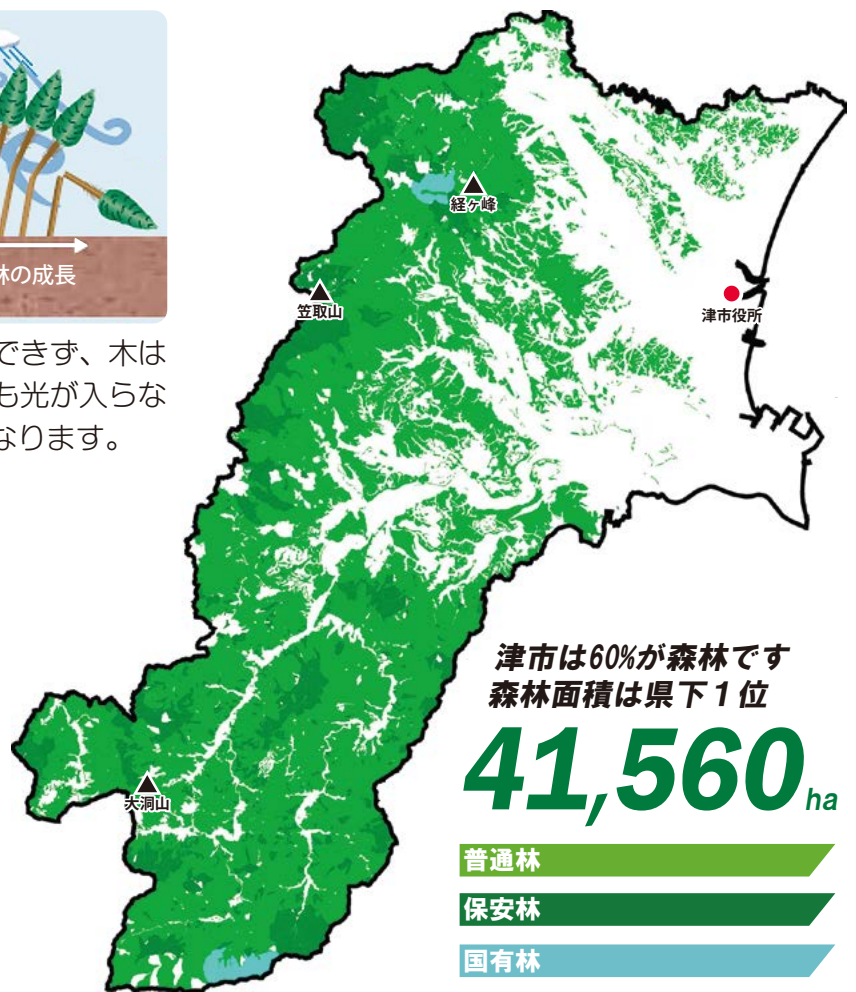 林の成長
できず、木は
も光が入らな
なります。
経ヶ峰
笠取山
津市役所
大洞山
津市は60%が森林です
森林面積は県下1位
41,560ha
普通林
保安林
国有林